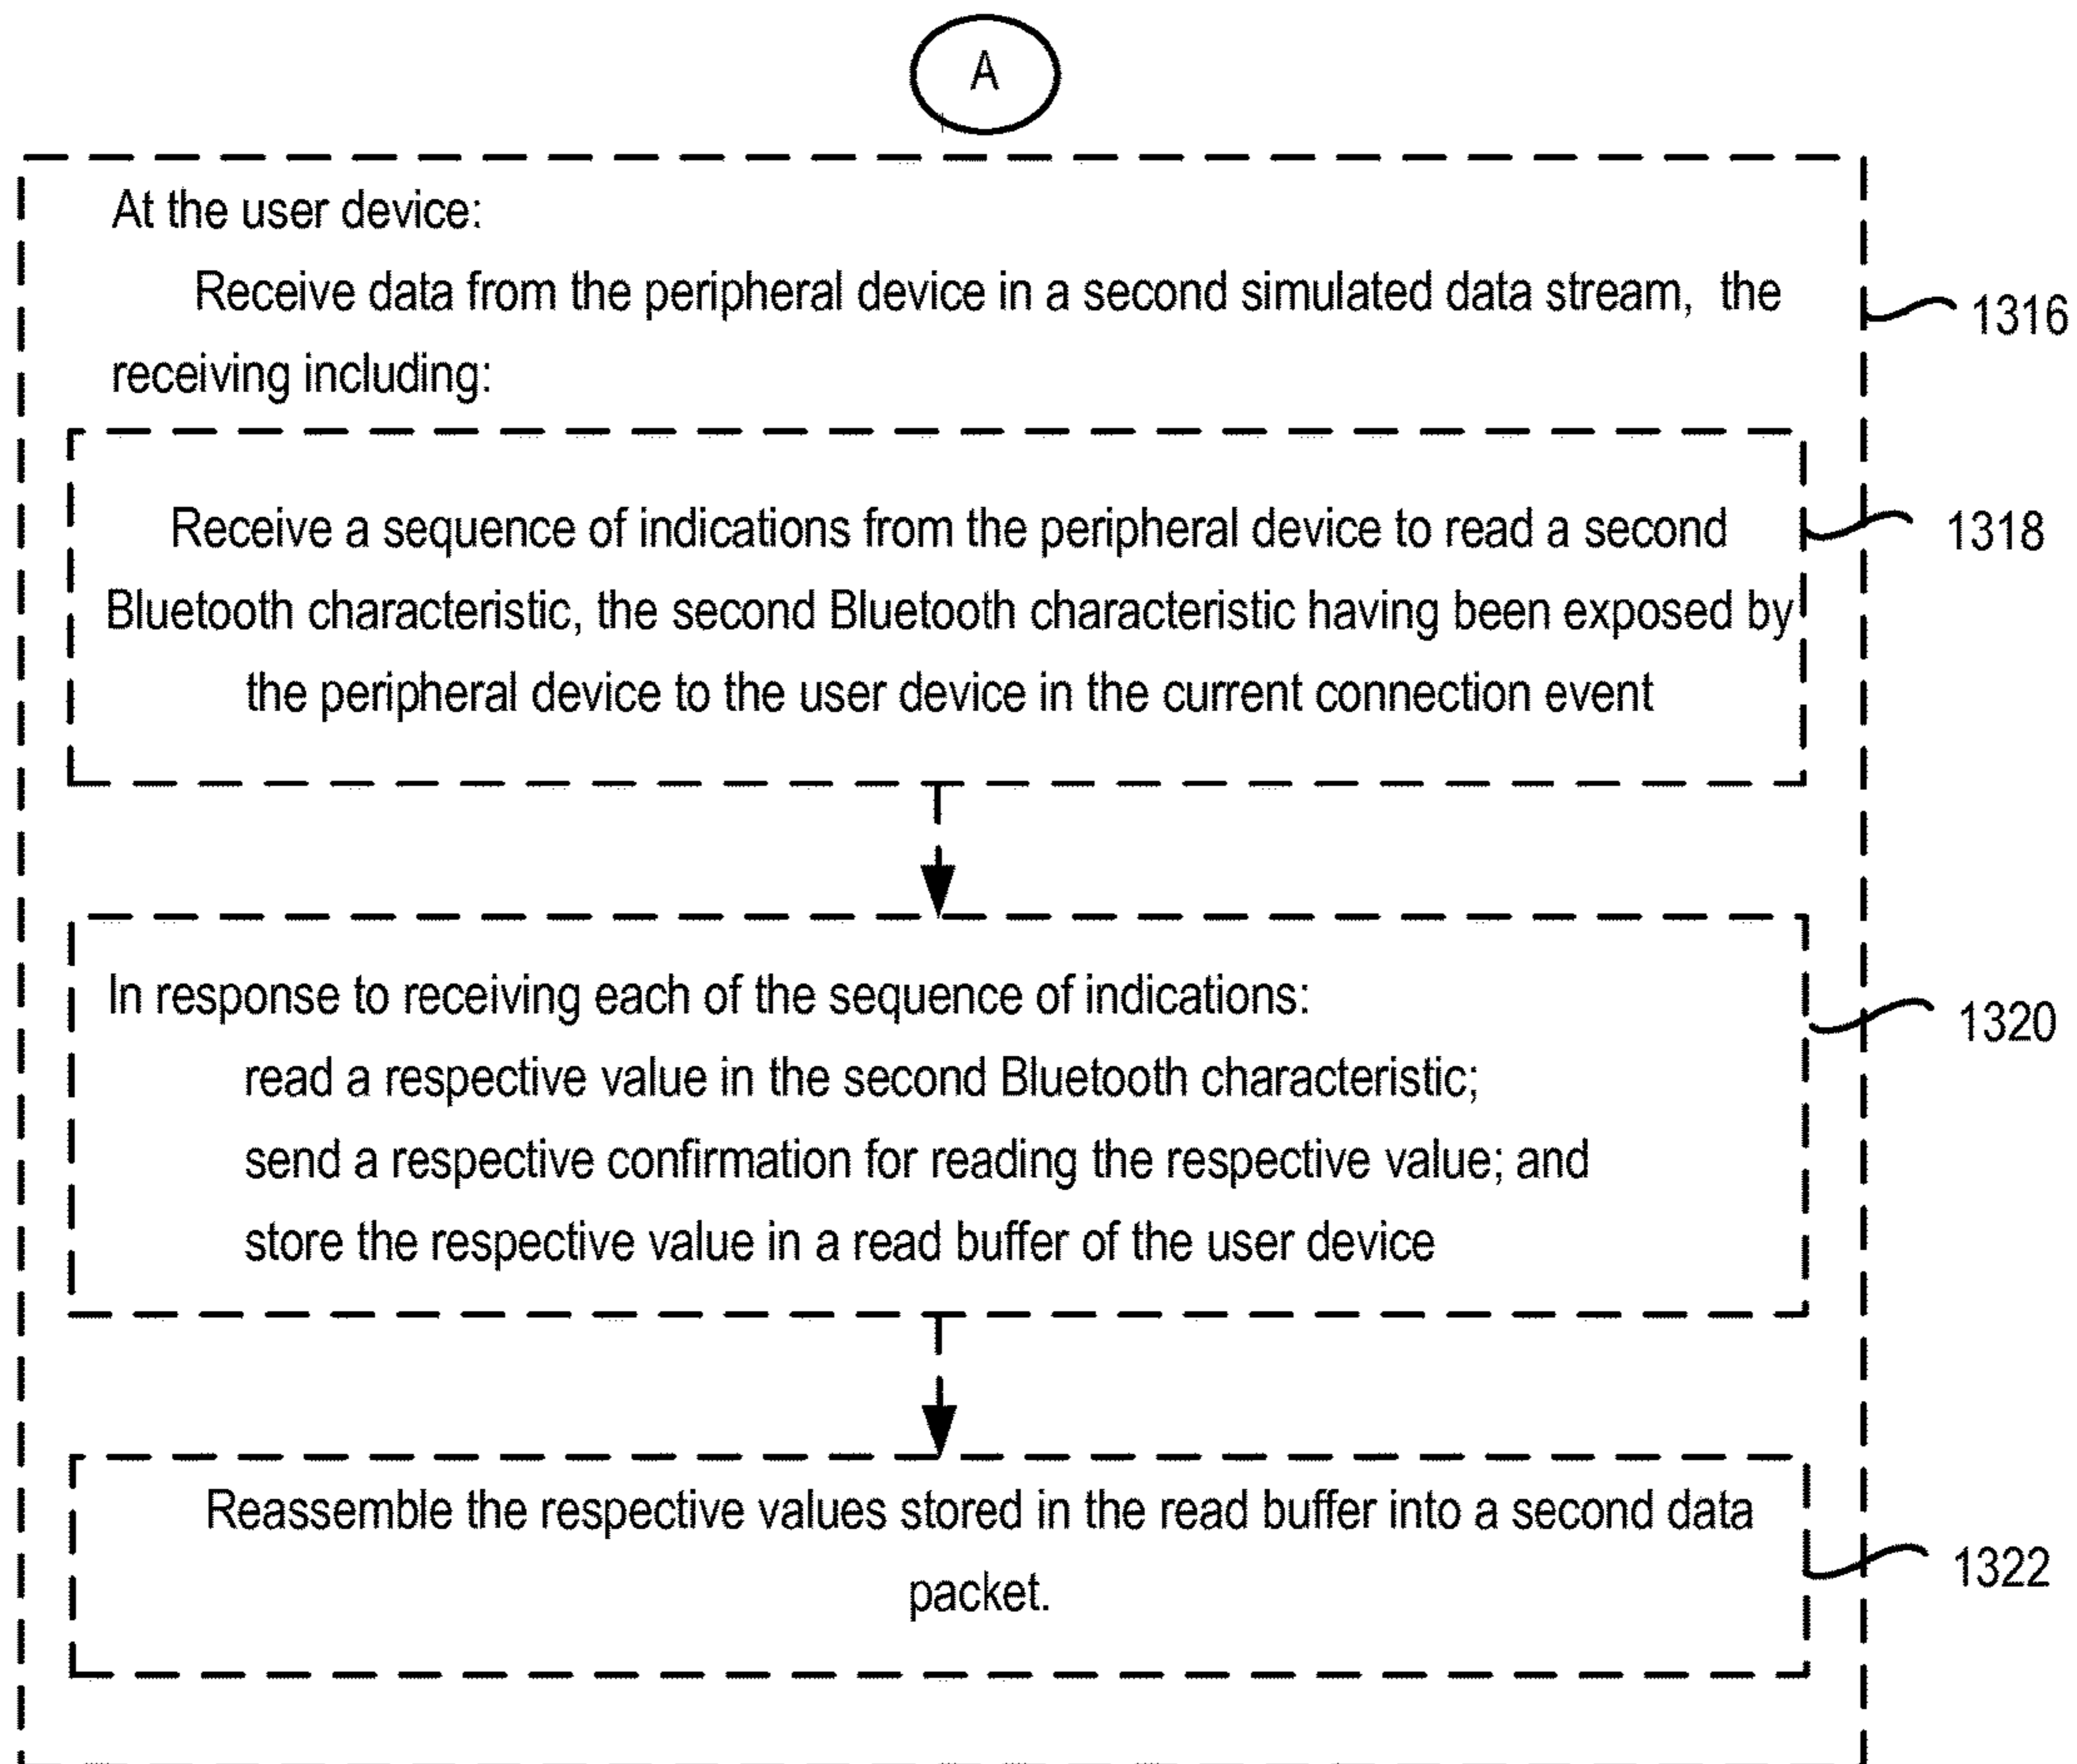 A
At the user device:
Receive data from the peripheral device in a second simulated data stream, the
receiving including:
1316
Receive a sequence of indications from the peripheral device to read a second
Bluetooth characteristic, the second Bluetooth characteristic having been exposed by
the peripheral device to the user device in the current connection event
1318
In response to receiving each of the sequence of indications:
read a respective value in the second Bluetooth characteristic;
send a respective confirmation for reading the respective value; and
store the respective value in a read buffer of the user device
1320
Reassemble the respective values stored in the read buffer into a second data
packet.
1322